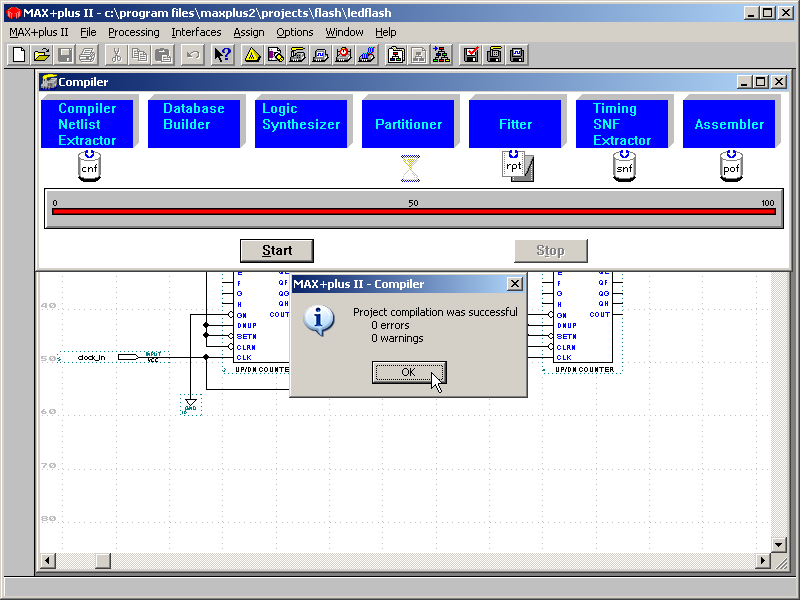 MAX+plus II - c:\program files\maxplus2\projects\flash\ledflash
MAX+plus II File Processing Interfaces Assign Options Window Help
Compiler
Compiler Netlist Extractor
Database Builder
Logic Synthesizer
Partitioner
Fitter
Timing SNF Extractor
Assembler
cnf
rpt
snf
pof
0 50 100
Start
Stop
MAX+plus II - Compiler
Project compilation was successful
0 errors
0 warnings
OK
40
50
60
70
80
E
F QF
G QG
H QH
GN COUT
DNUP
SETN
CLRN
CLK
UP/DN COUNTER
clock_in
INPUT
VCC
GND
E
F QF
G QG
H QH
GN COUT
DNUP
SETN
CLRN
CLK
UP/DN COUNTER